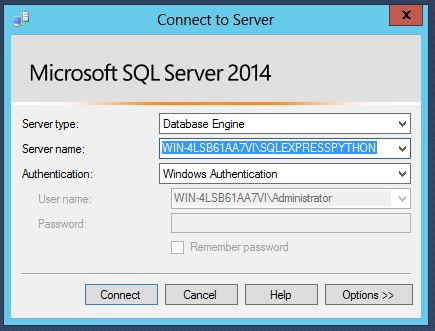 Connect to Server
x
Microsoft SQL Server 2014
Server type: Database Engine
Server name: WIN-4LSB61AA7VI\SQLEXPRESSPYTHON
Authentication: Windows Authentication
User name: WIN-4LSB61AA7VI\Administrator
Password:
Remember password
Connect Cancel Help Options >>